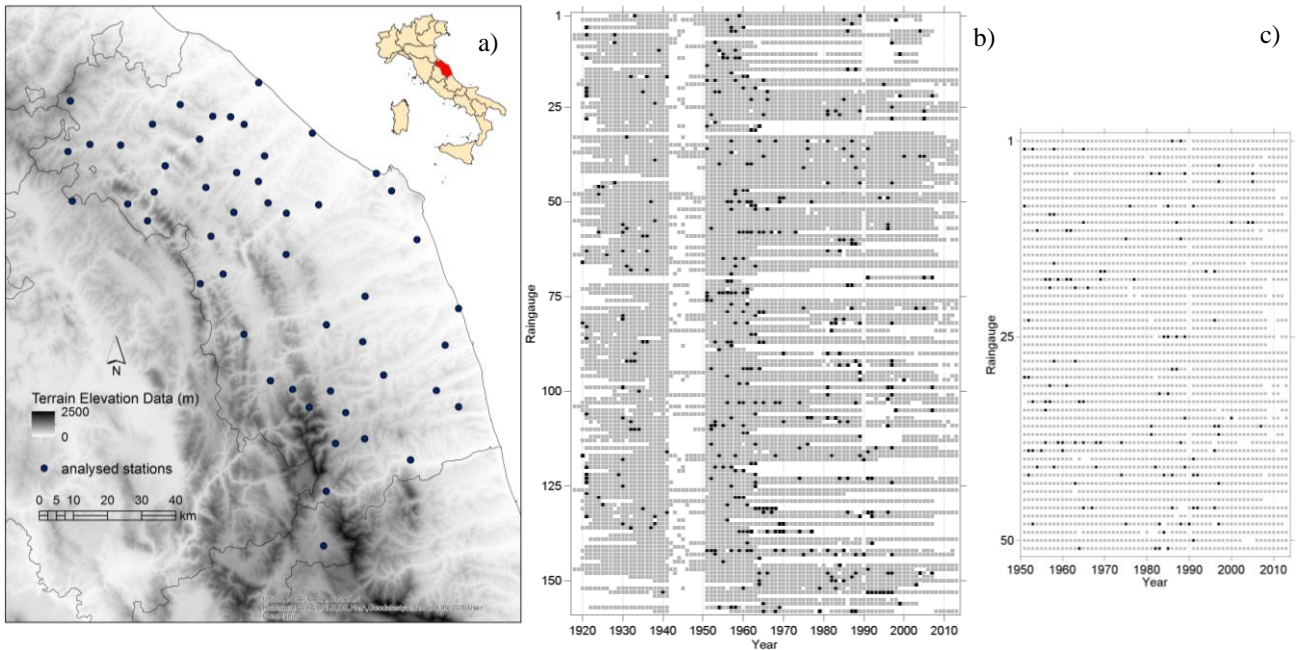 a)
N
Terrain Elevation Data (m)
2500
0
analysed stations
0 5 10 20 30 40
km
b)
Raingauge
1
25
50
75
100
125
150
1920 1930 1940 1950 1960 1970 1980 1990 2000 2010
Year
c)
Raingauge
1
25
50
1950 1960 1970 1980 1990 2000 2010
Year